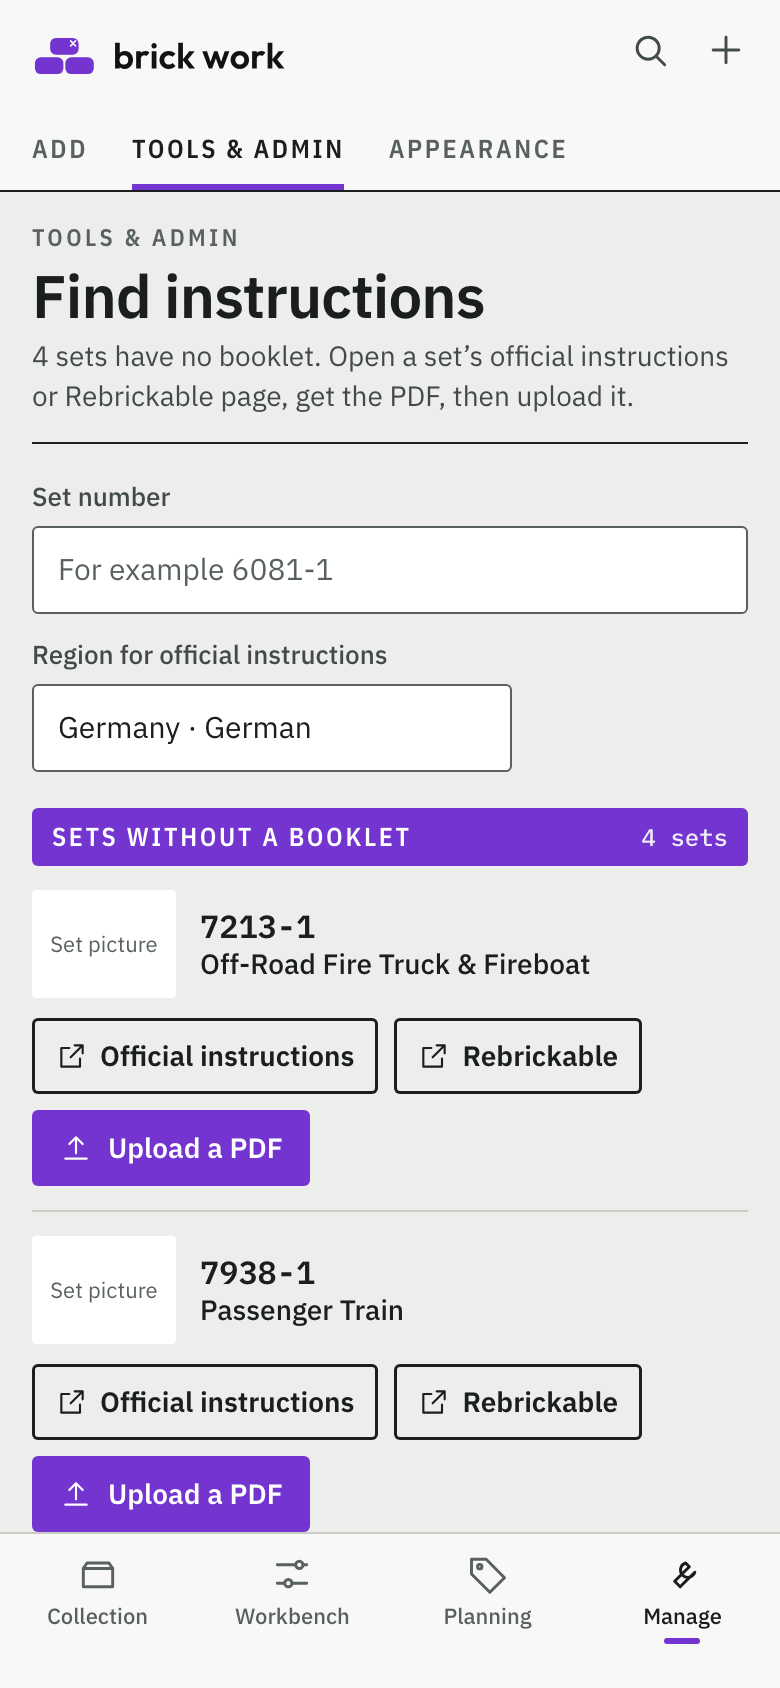 brick work
ADD TOOLS & ADMIN APPEARANCE
TOOLS & ADMIN
Find instructions
4 sets have no booklet. Open a set’s official instructions
or Rebrickable page, get the PDF, then upload it.
Set number
For example 6081-1
Region for official instructions
Germany · German
SETS WITHOUT A BOOKLET 4 sets
Set picture
7213-1
Off-Road Fire Truck & Fireboat
Official instructions Rebrickable
Upload a PDF
Set picture
7938-1
Passenger Train
Official instructions Rebrickable
Upload a PDF
Collection Workbench Planning Manage